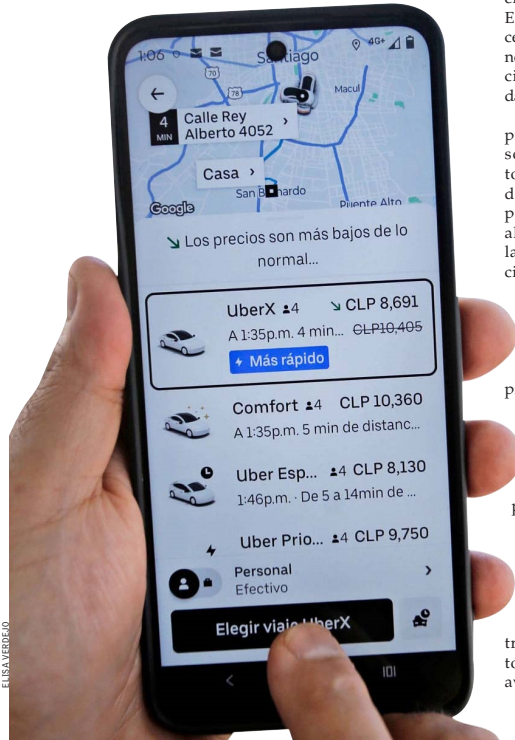 1:06
4G+
Santiago
70
78
Macul
4 MIN
Calle Rey
Alberto 4052 >
Casa >
San B nardo
Puente Alto
Google
Los precios son más bajos de lo
normal...
UberX 4 CLP 8,691
A 1:35p.m. 4 min... CLP10,405
Más rápido
Comfort 4 CLP 10,360
A 1:35p.m. 5 min de distanc...
Uber Esp... 4 CLP 8,130
1:46p.m. · De 5 a 14min de ...
Uber Prio... 4 CLP 9,750
Personal >
Efectivo
Elegir viaje UberX
ELISA VERDEJO